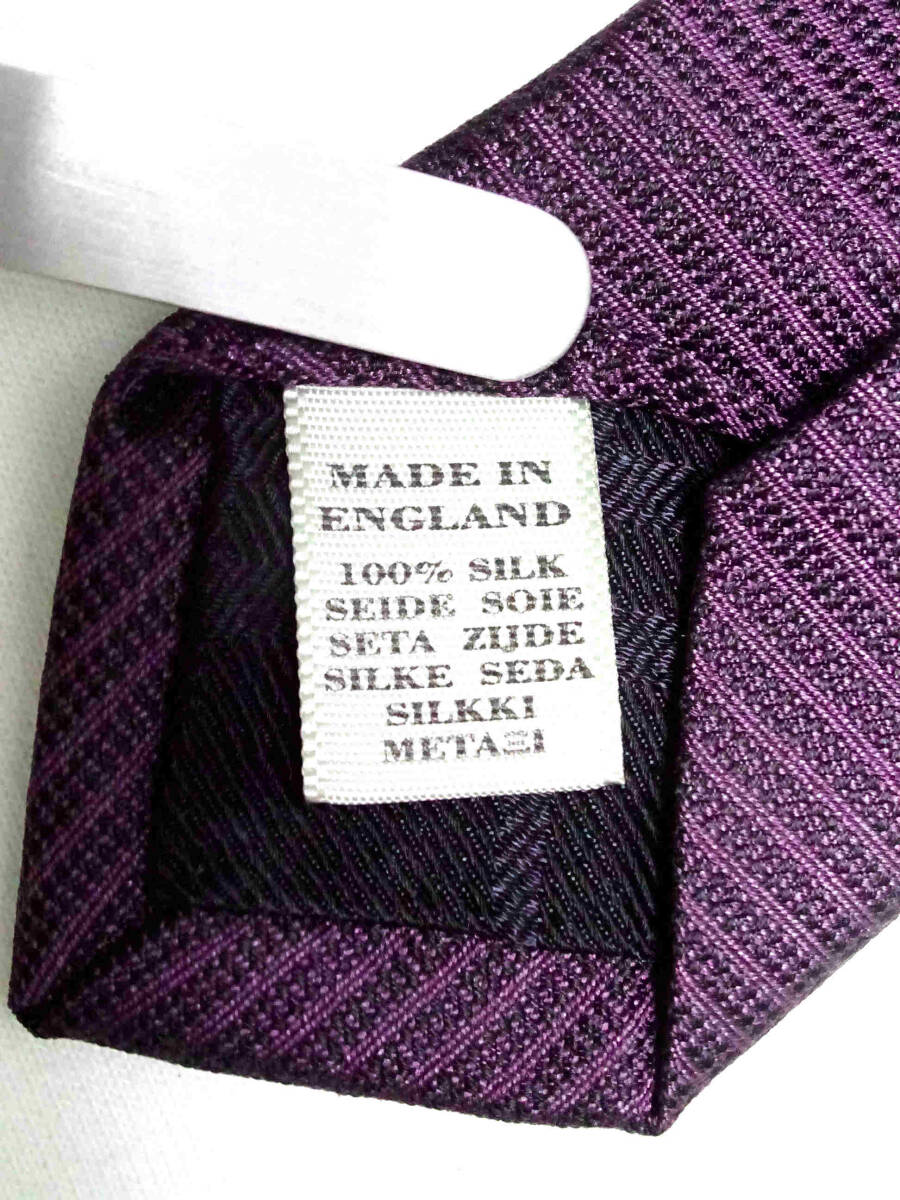 MADE IN
ENGLAND
100% SILK
SEIDE SOIE
SETA ZIJDE
SILKE SEDA
SILKKI
ΜΕΤΑΞΙ